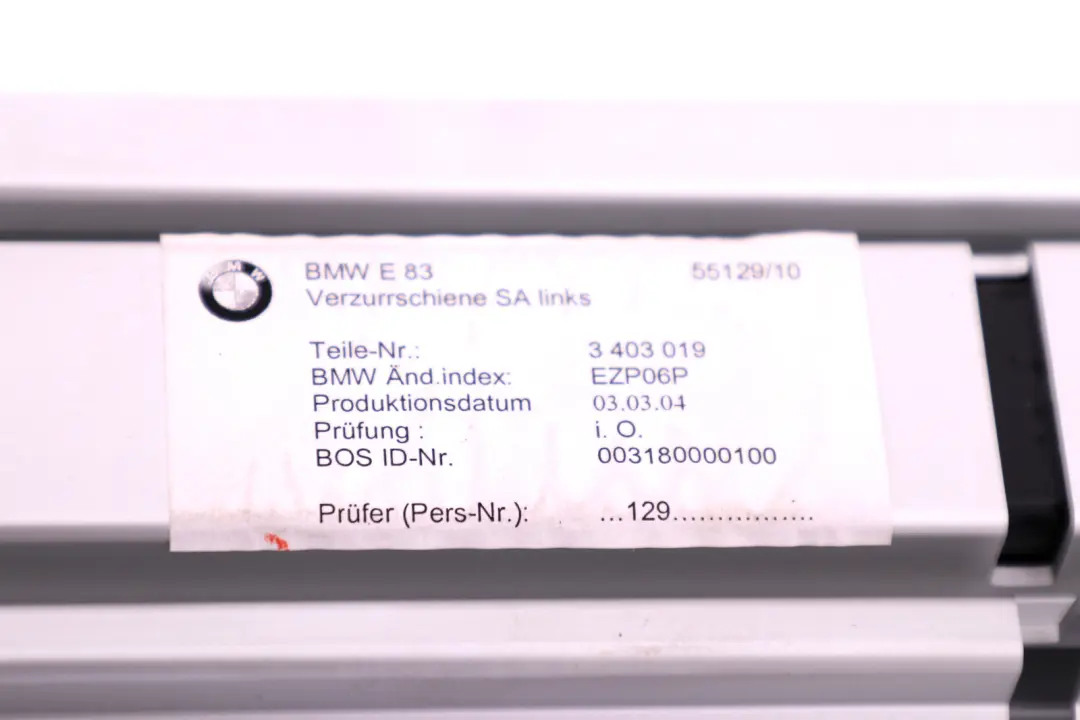 BMW
BMW E 83 55129/10
Verzurrschiene SA links
Teile-Nr.: 3 403 019
BMW Änd.index: EZP06P
Produktionsdatum 03.03.04
Prüfung : i. O.
BOS ID-Nr. 003180000100
Prüfer (Pers-Nr.): ...129................